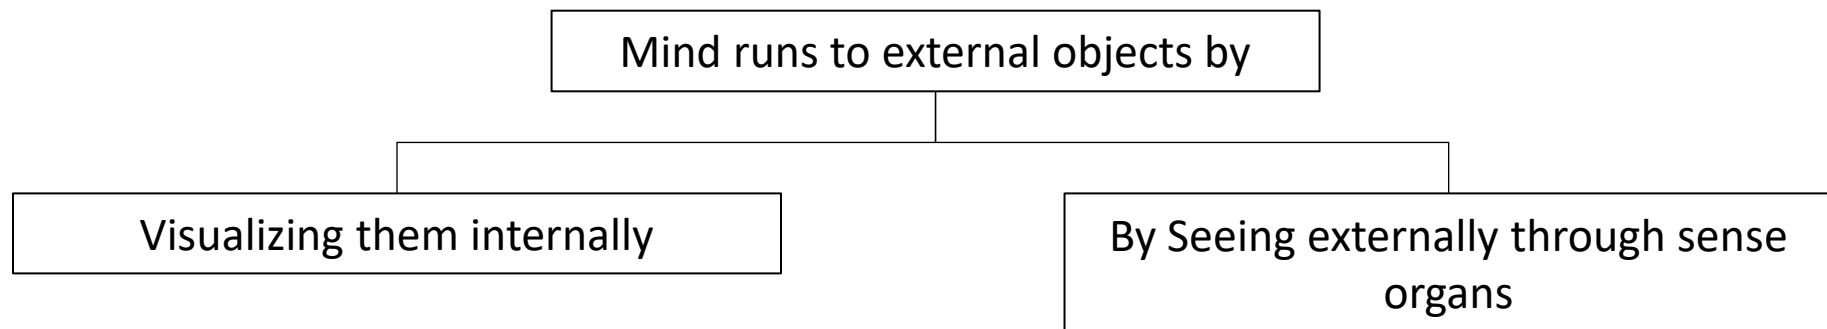 Mind runs to external objects by
Visualizing them internally
By Seeing externally through sense
organs